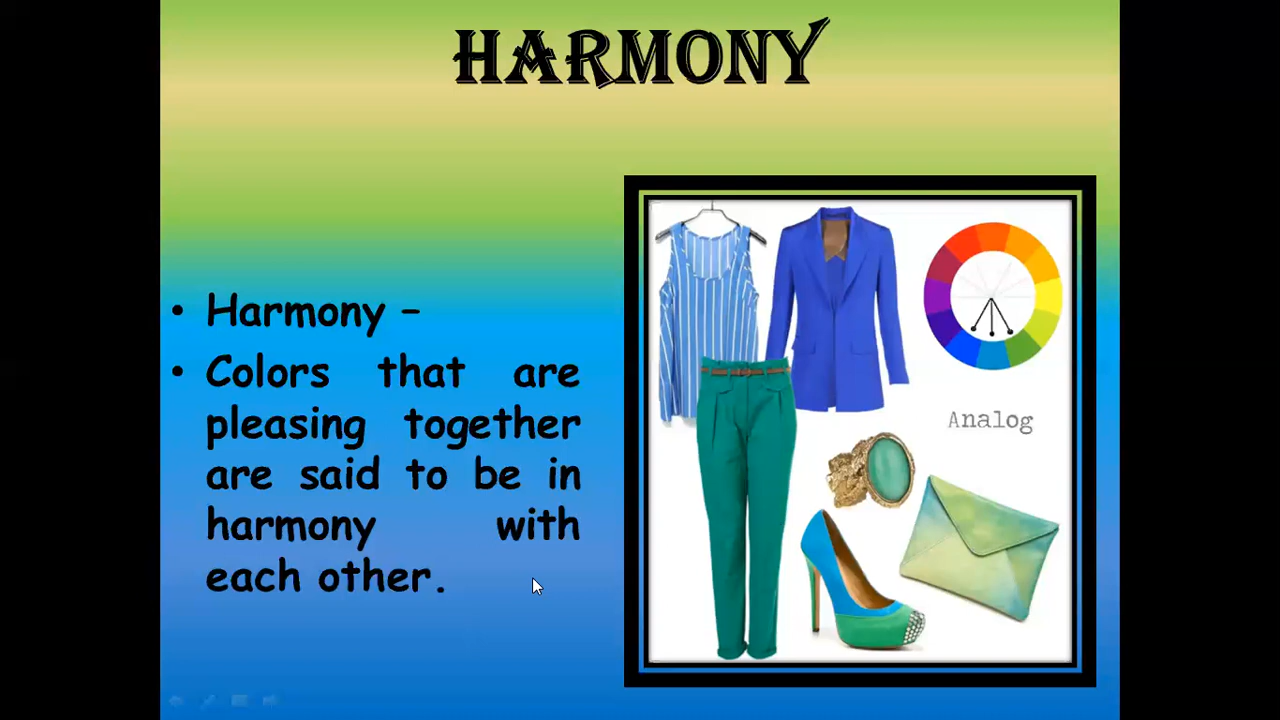 HARMONY
• Harmony –
• Colors that are
pleasing together
are said to be in
harmony with
each other.
Analog